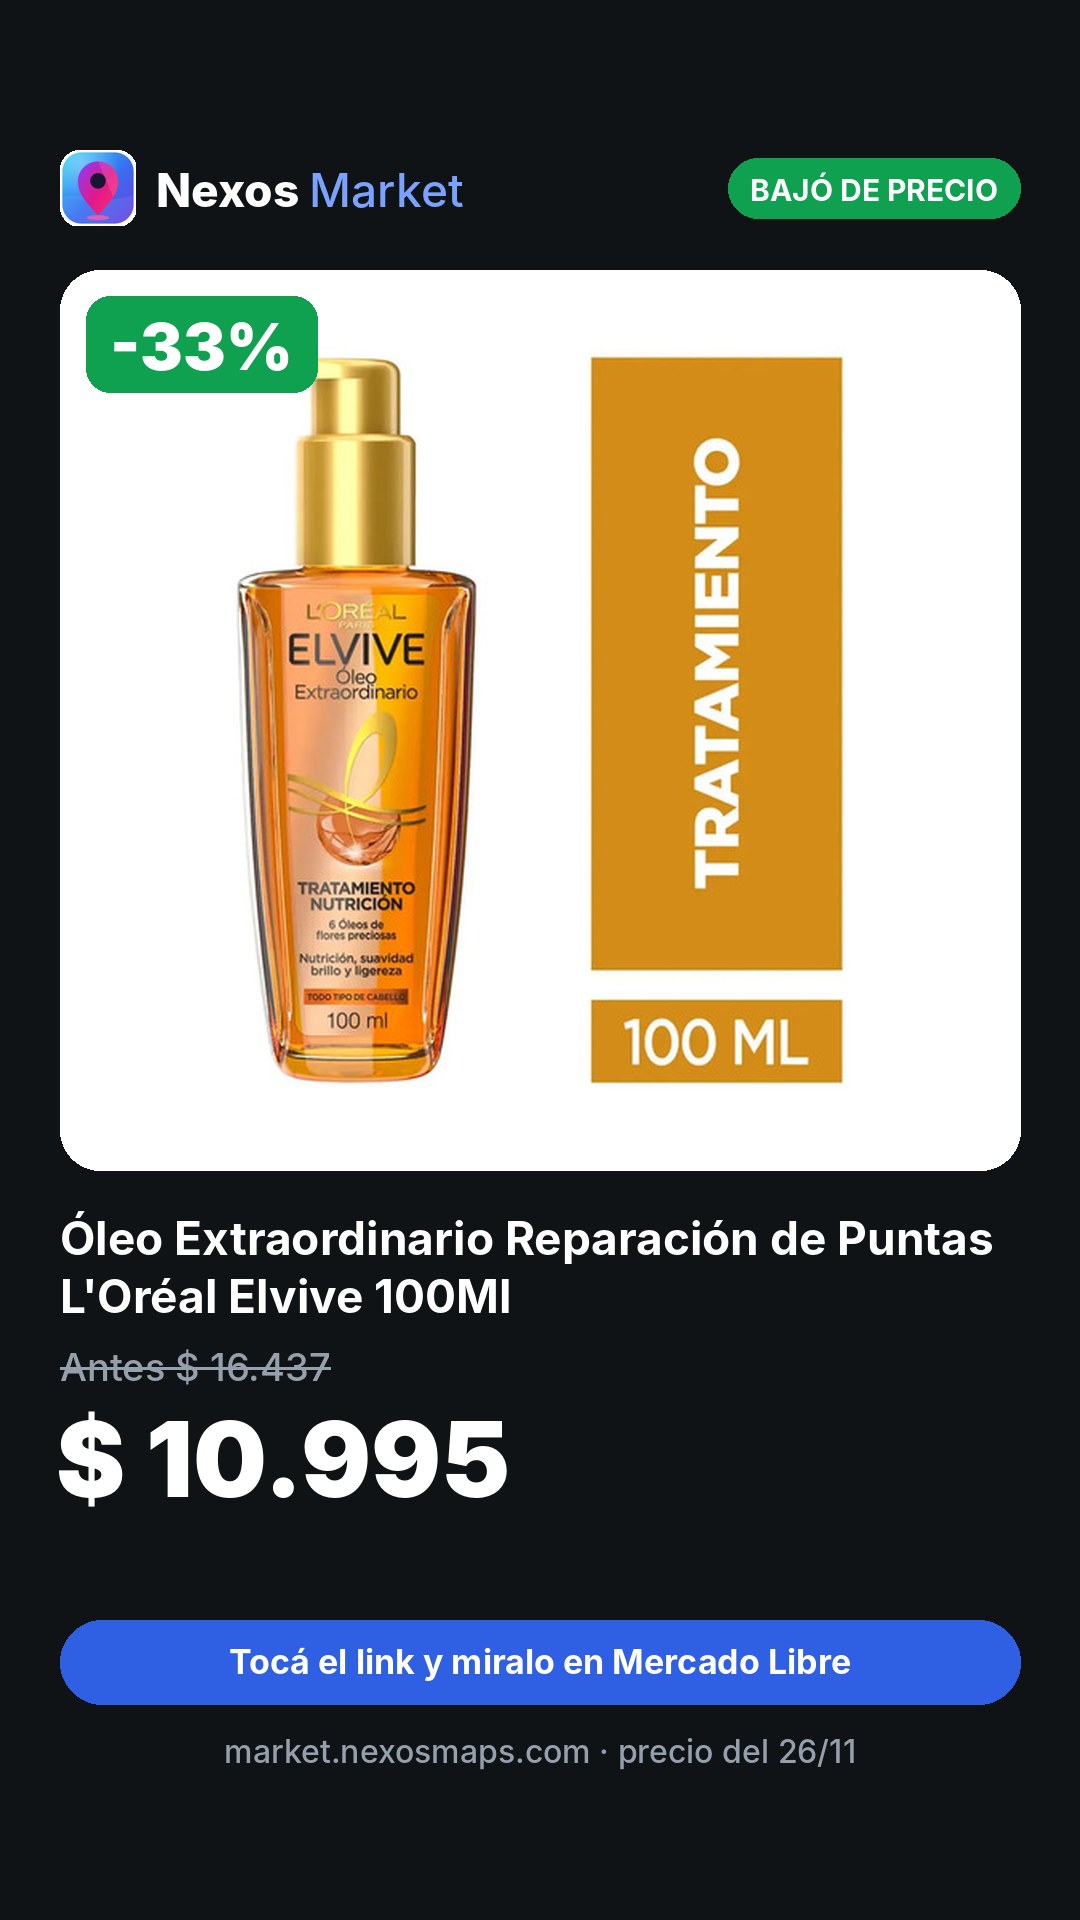 Nexos Market
BAJÓ DE PRECIO
-33%
L'ORÉAL
PARIS
ELVIVE
Óleo
Extraordinario
TRATAMIENTO
NUTRICIÓN
6 Óleos de
flores preciosas
Nutrición, suavidad
brillo y ligereza
TODO TIPO DE CABELLO
100 ml
TRATAMIENTO
100 ML
Óleo Extraordinario Reparación de Puntas
L'Oréal Elvive 100Ml
Antes $ 16.437
$ 10.995
Tocá el link y miralo en Mercado Libre
market.nexosmaps.com · precio del 26/11